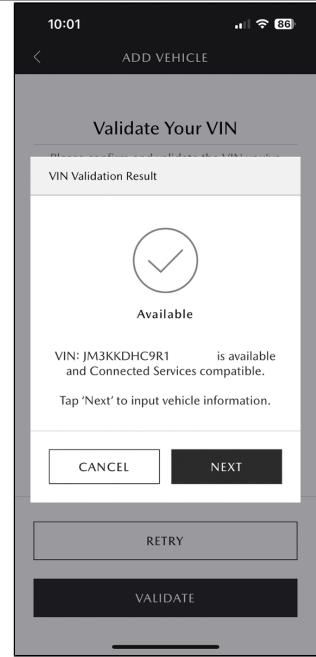 10:01
86
ADD VEHICLE
Validate Your VIN
VIN Validation Result
Available
VIN: JM3KKDHC9R1 is available
and Connected Services compatible.
Tap 'Next' to input vehicle information.
CANCEL
NEXT
RETRY
VALIDATE